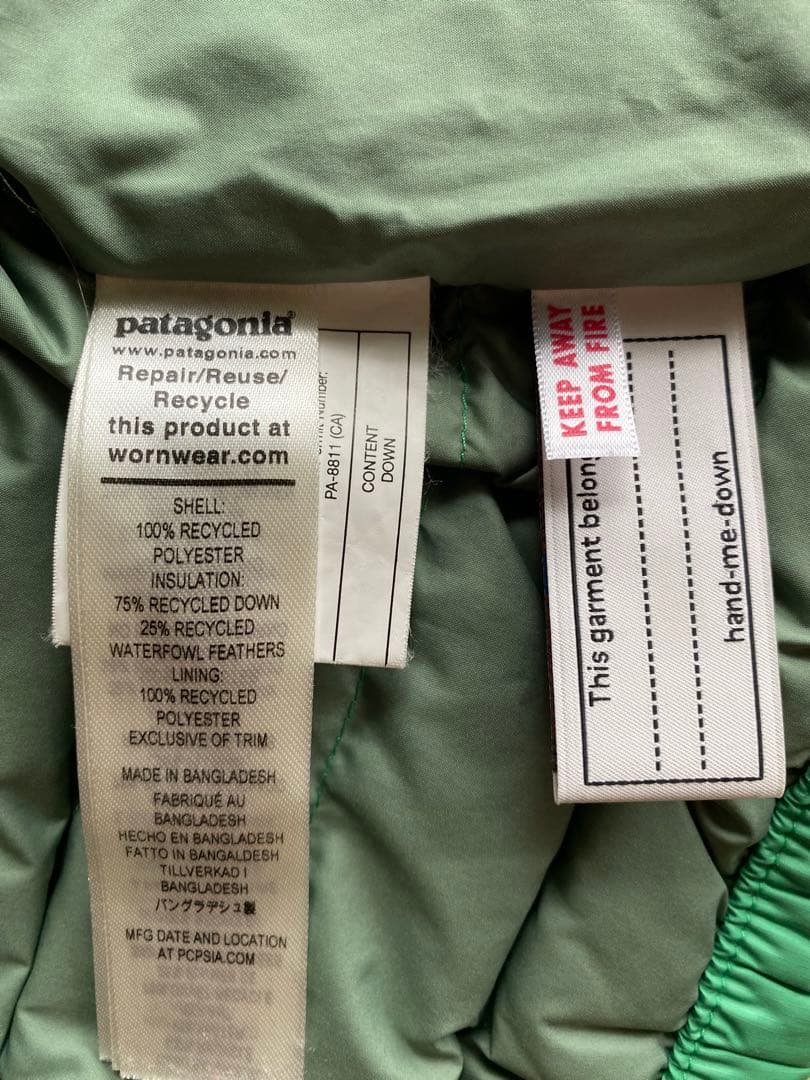 patagonia®
www.patagonia.com
Repair/Reuse/
Recycle
this product at
wornwear.com
SHELL:
100% RECYCLED
POLYESTER
INSULATION:
75% RECYCLED DOWN
25% RECYCLED
WATERFOWL FEATHERS
LINING:
100% RECYCLED
POLYESTER
EXCLUSIVE OF TRIM
MADE IN BANGLADESH
FABRIQUÉ AU
BANGLADESH
HECHO EN BANGLADESH
FATTO IN BANGALDESH
TILLVERKAD I
BANGLADESH
バングラデシュ製
MFG DATE AND LOCATION
AT PCPSIA.COM
Number:
PA-8811 (CA)
CONTENT
DOWN
KEEP AWAY
FROM FIRE
This garment belong
hand-me-down